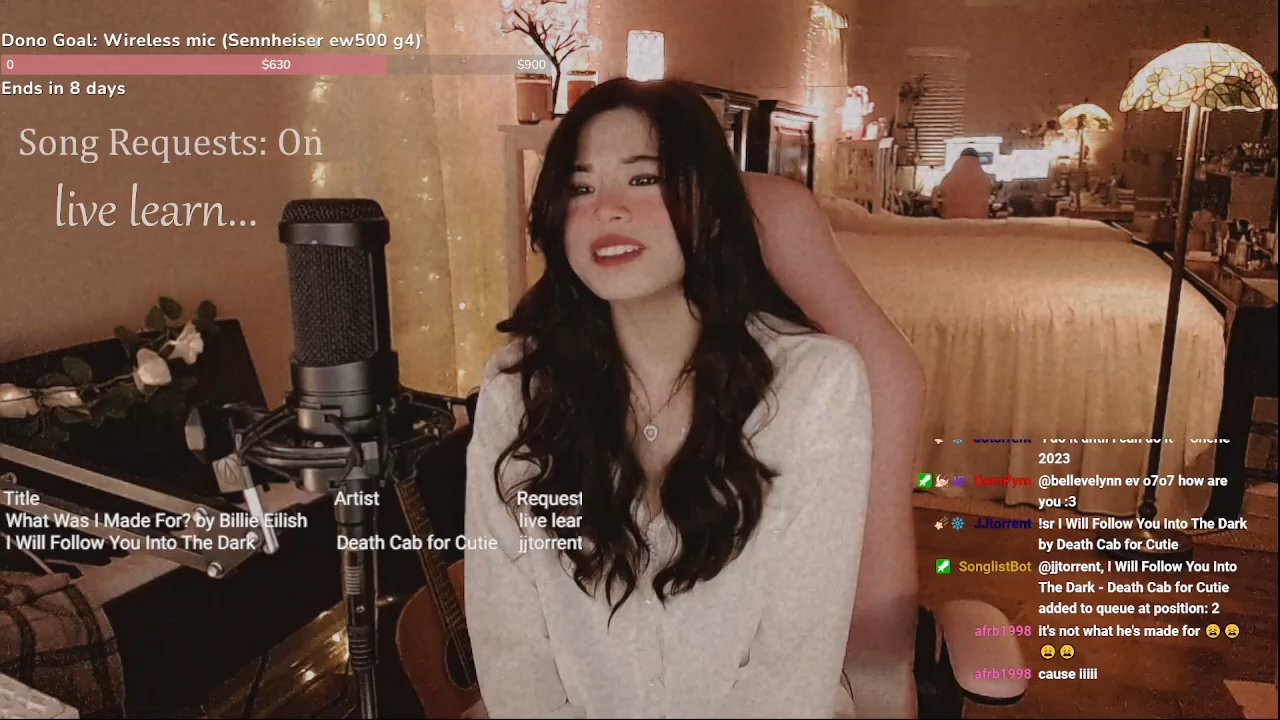 Dono Goal: Wireless mic (Sennheiser ew500 g4)
0 $630 $900
Ends in 8 days
Song Requests: On
live learn...
Title Artist Request
What Was I Made For? by Billie Eilish live lear
I Will Follow You Into The Dark Death Cab for Cutie jjtorrent
2023
DamPyre @bellevelynn ev o7o7 how are
you :3
JJtorrent !sr I Will Follow You Into The Dark
by Death Cab for Cutie
SonglistBot @jjtorrent, I Will Follow You Into
The Dark - Death Cab for Cutie
added to queue at position: 2
afrb1998 it's not what he's made for 😩 😩
😩 😩
afrb1998 cause iiiii